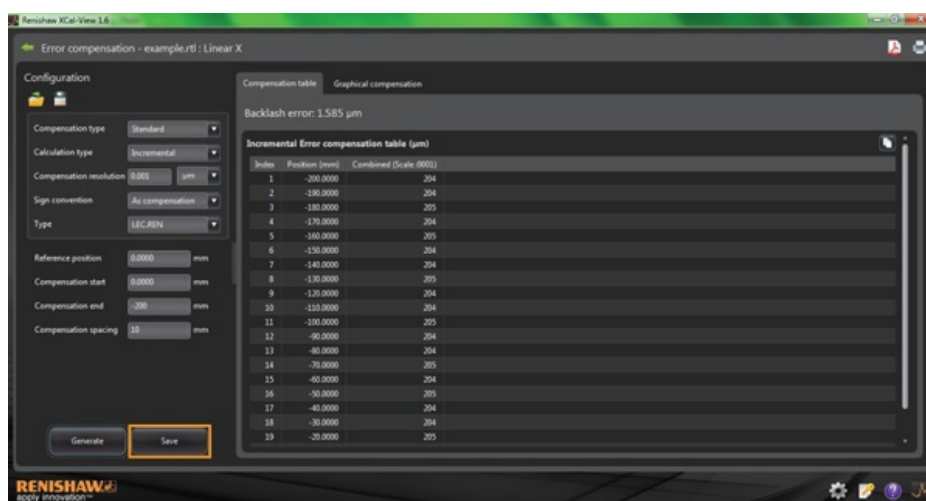 Renishaw XCal-View 1.6
Error compensation - example.rtl : Linear X
Configuration
Compensation type Standard
Calculation type Incremental
Compensation resolution 0.001 µm
Sign convention As compensation
Type LEC.REN
Reference position 0.0000 mm
Compensation start 0.0000 mm
Compensation end -200 mm
Compensation spacing 10 mm
Generate Save
Compensation table Graphical compensation
Backlash error: 1.585 µm
Incremental Error compensation table (µm)
Index Position (mm) Combined (Scale 0001)
1 -200.0000 204
2 -190.0000 204
3 -180.0000 205
4 -170.0000 204
5 -160.0000 205
6 -150.0000 204
7 -140.0000 204
8 -130.0000 205
9 -120.0000 204
10 -110.0000 204
11 -100.0000 205
12 -90.0000 204
13 -80.0000 204
14 -70.0000 205
15 -60.0000 204
16 -50.0000 205
17 -40.0000 204
18 -30.0000 204
19 -20.0000 205
RENISHAW
apply innovation™